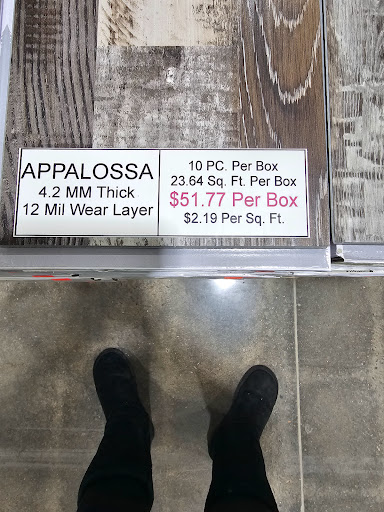 APPALOSSA
4.2 MM Thick
12 Mil Wear Layer
10 PC. Per Box
23.64 Sq. Ft. Per Box
$51.77 Per Box
$2.19 Per Sq. Ft.